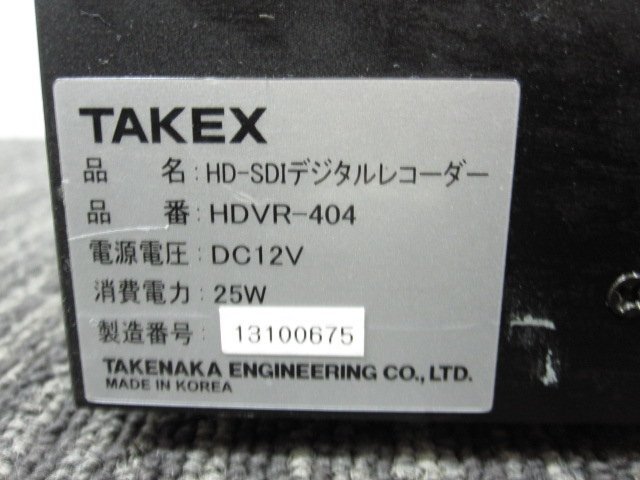 TAKEX
品　　名：HD-SDIデジタルレコーダー
品　　番：HDVR-404
電源電圧：DC12V
消費電力：25W
製造番号：13100675
TAKENAKA ENGINEERING CO., LTD.
MADE IN KOREA